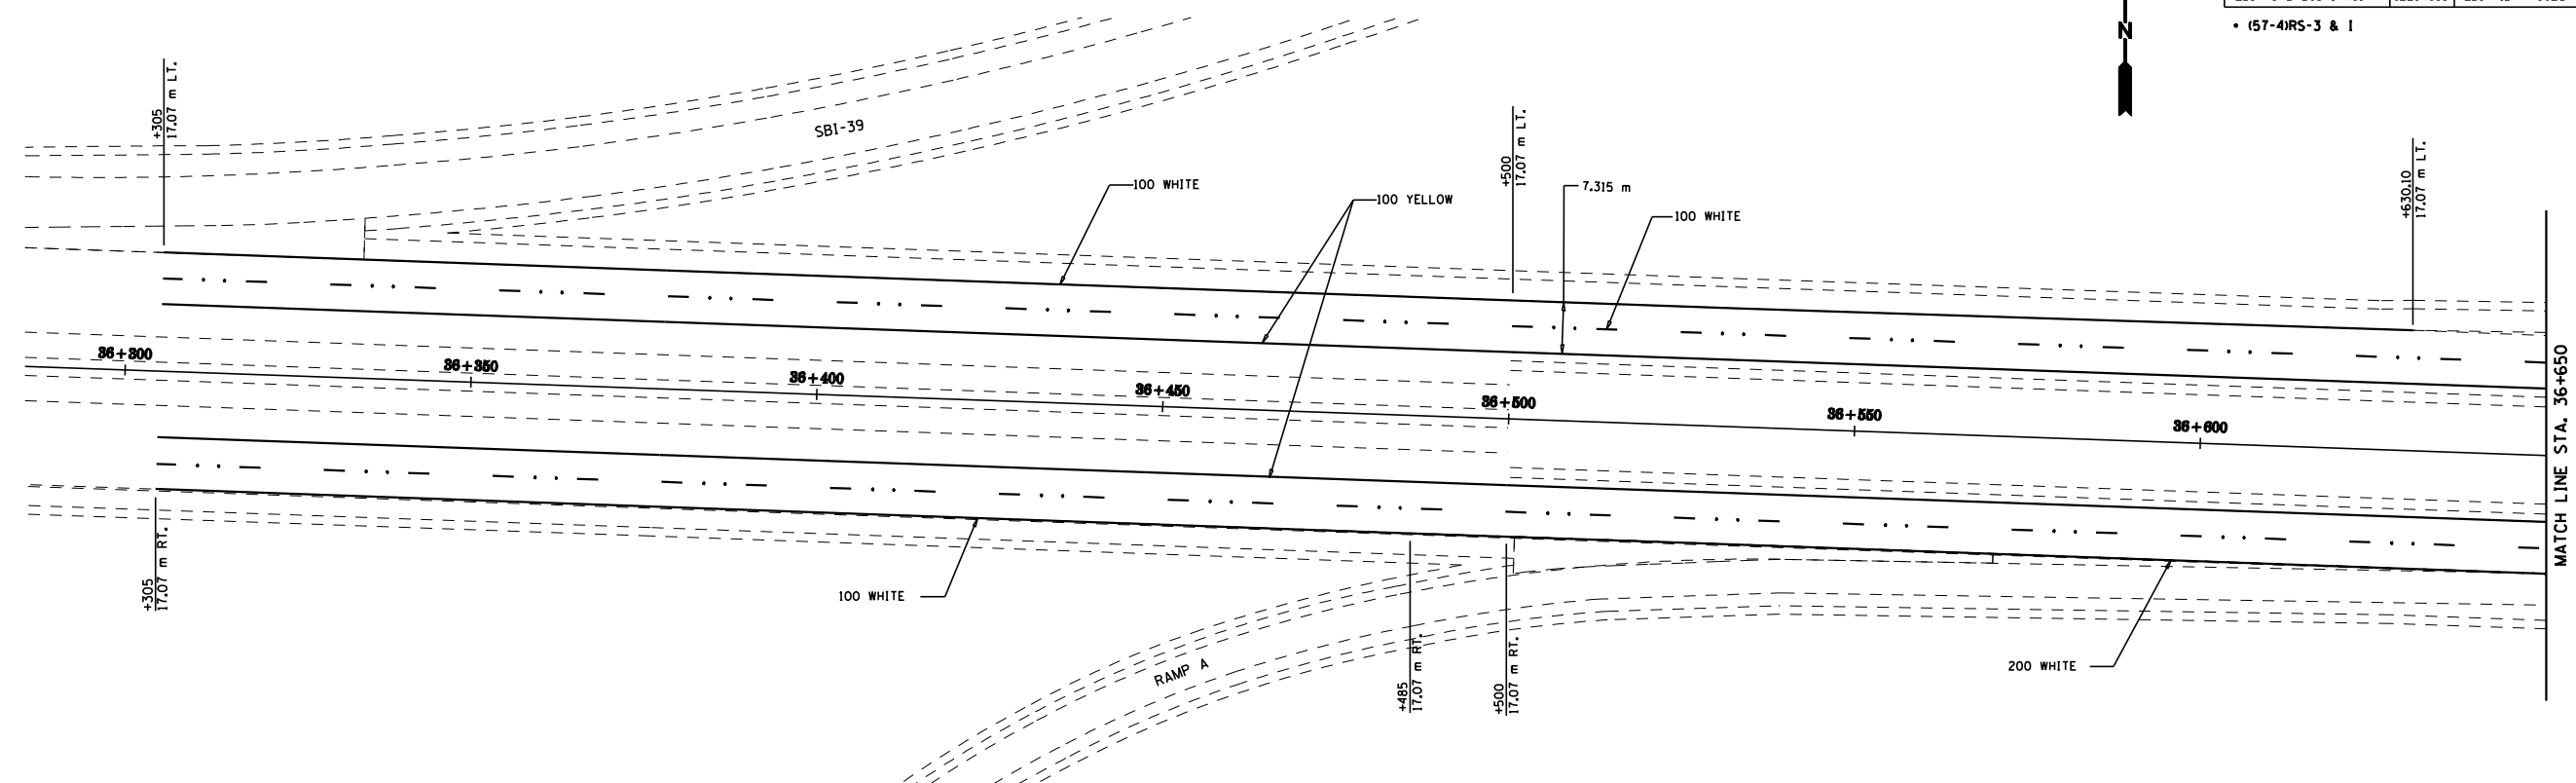 N
• (57-4)RS-3 & I
+305
17.07 m LT.
SBI-39
+500
17.07 m LT.
+630.10
17.07 m LT.
100 WHITE
100 YELLOW
7.315 m
100 WHITE
36+300
36+350
36+400
36+450
36+500
36+550
36+600
MATCH LINE STA. 36+650
+305
17.07 m RT.
100 WHITE
RAMP A
+485
17.07 m RT.
+500
17.07 m RT.
200 WHITE